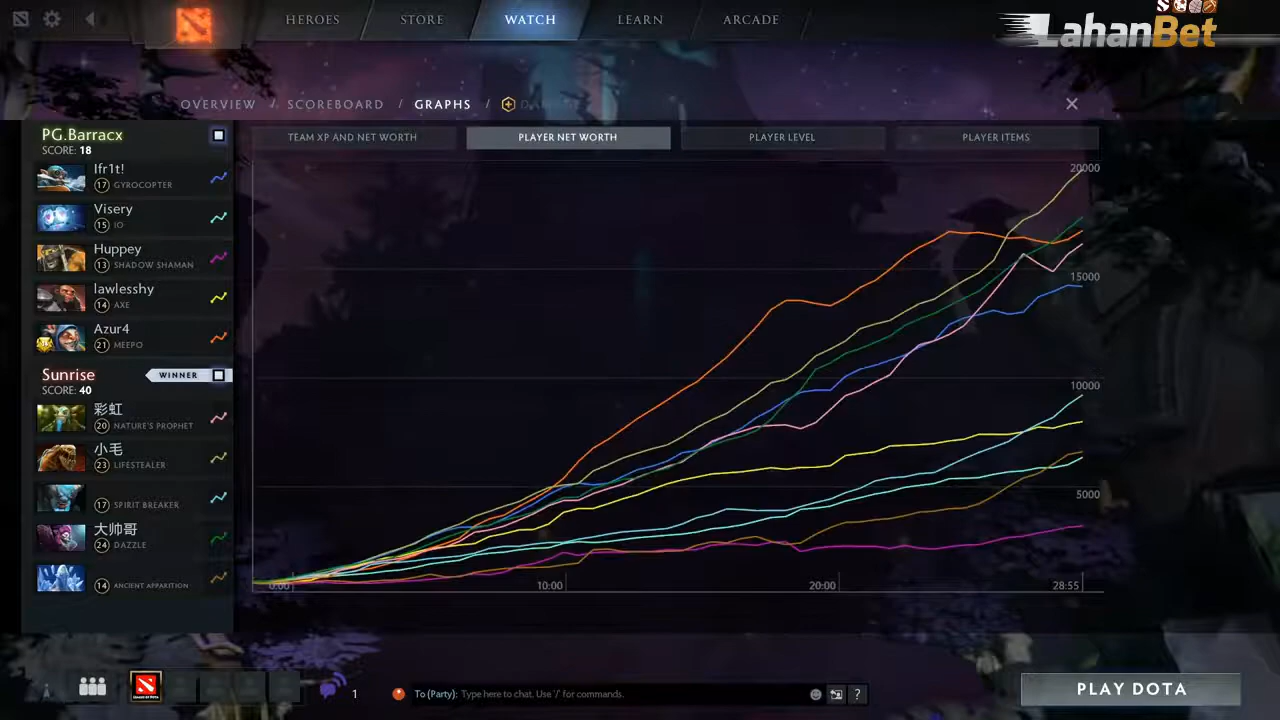 HEROES
STORE
WATCH
LEARN
ARCADE
LahanBet
OVERVIEW / SCOREBOARD / GRAPHS /
PG.Barracx
SCORE: 18
TEAM XP AND NET WORTH
PLAYER NET WORTH
PLAYER LEVEL
PLAYER ITEMS
Ifr1t!
17 GYROCOPTER
Visery
15 IO
Huppey
13 SHADOW SHAMAN
lawlesshy
14 AXE
Azur4
21 MEEPO
Sunrise
WINNER
SCORE: 40
彩虹
20 NATURE'S PROPHET
小毛
23 LIFESTEALER
17 SPIRIT BREAKER
大帅哥
24 DAZZLE
14 ANCIENT APPARITION
20000
15000
10000
5000
0:00
10:00
20:00
28:55
1
To (Party): Type here to chat. Use '/' for commands.
?
PLAY DOTA